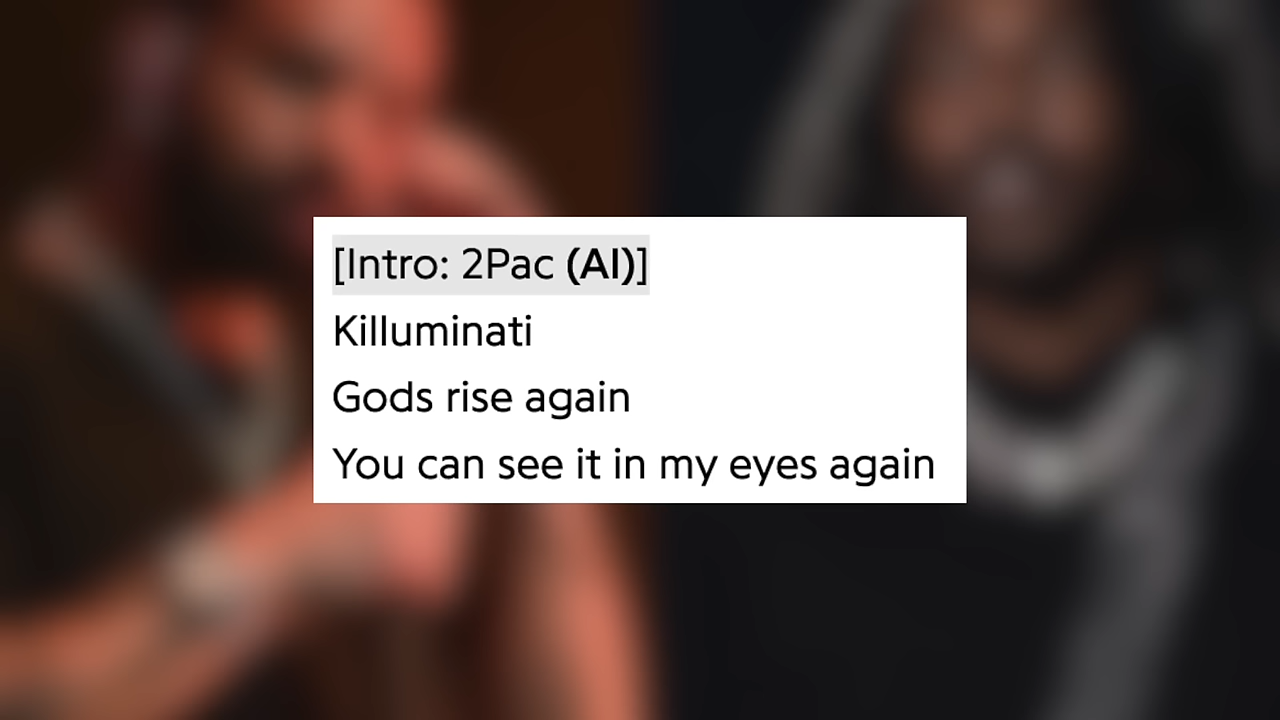 [Intro: 2Pac (AI)]
Killuminati
Gods rise again
You can see it in my eyes again